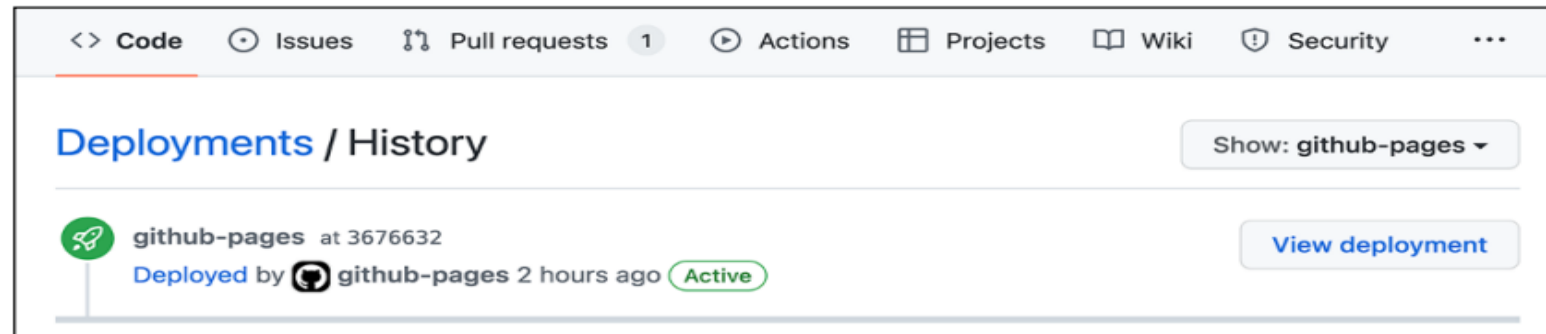 <> Code Issues Pull requests 1 Actions Projects Wiki Security ...
Deployments / History Show: github-pages
github-pages at 3676632 View deployment
Deployed by github-pages 2 hours ago Active